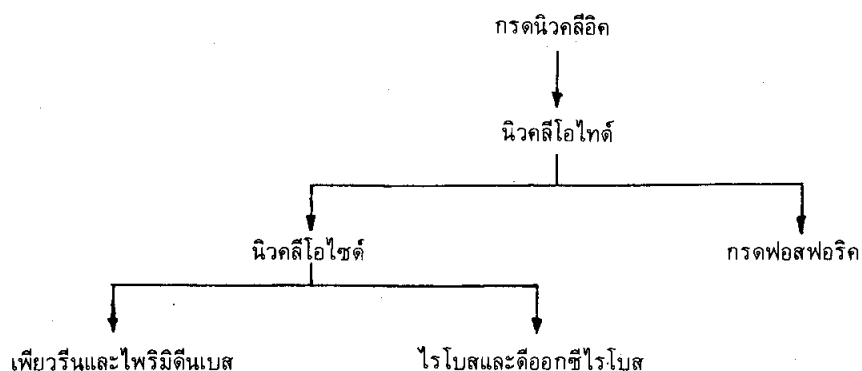 กรดนิวคลีอิค
นิวคลีโอไทด์
นิวคลีโอไซด์
กรดฟอสฟอริค
เพียวรีนและไพริมิดีนเบส
ไรโบสและดีออกซีไรโบส